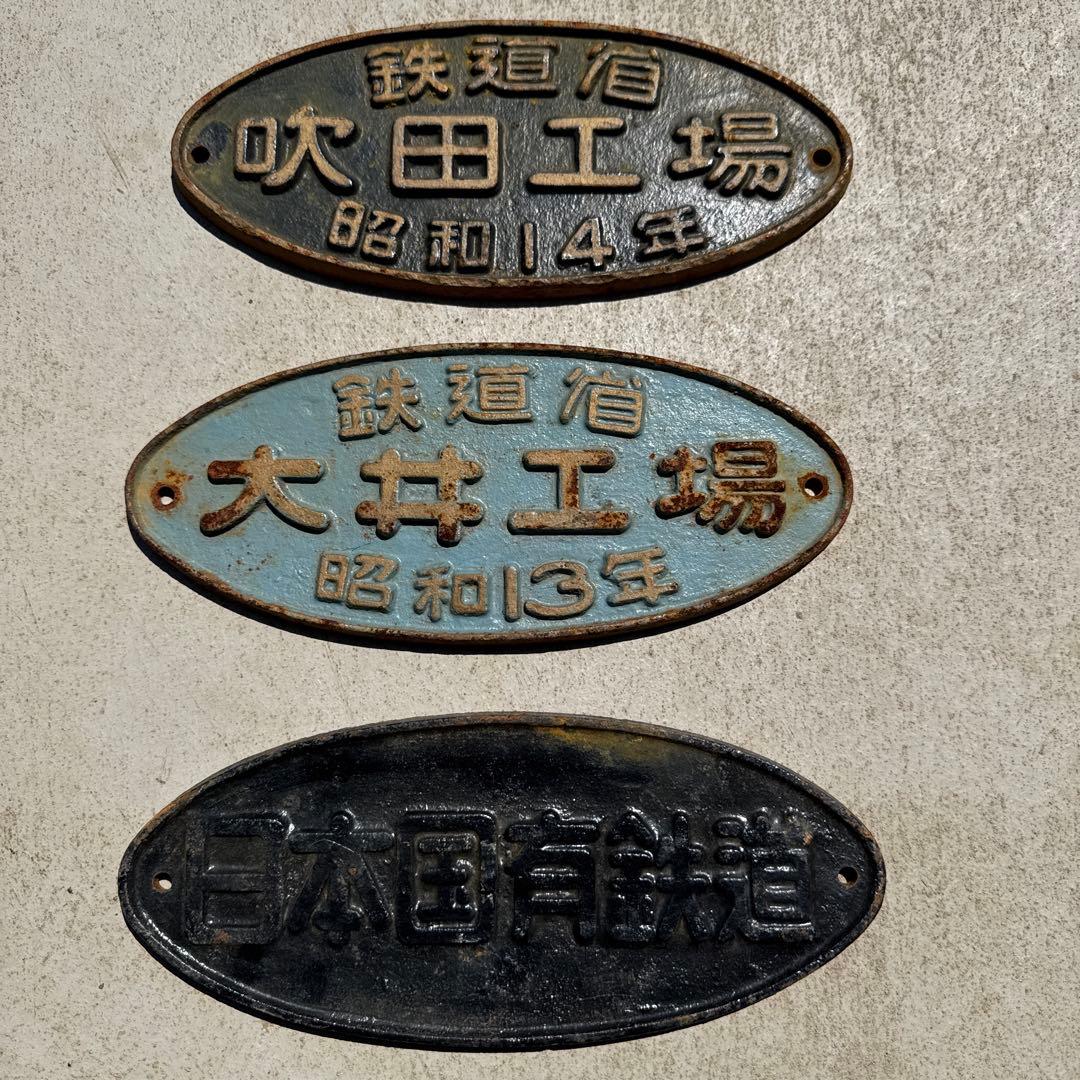 鉄道省
吹田工場
昭和14年
鉄道省
大井工場
昭和13年
日本国有鉄道